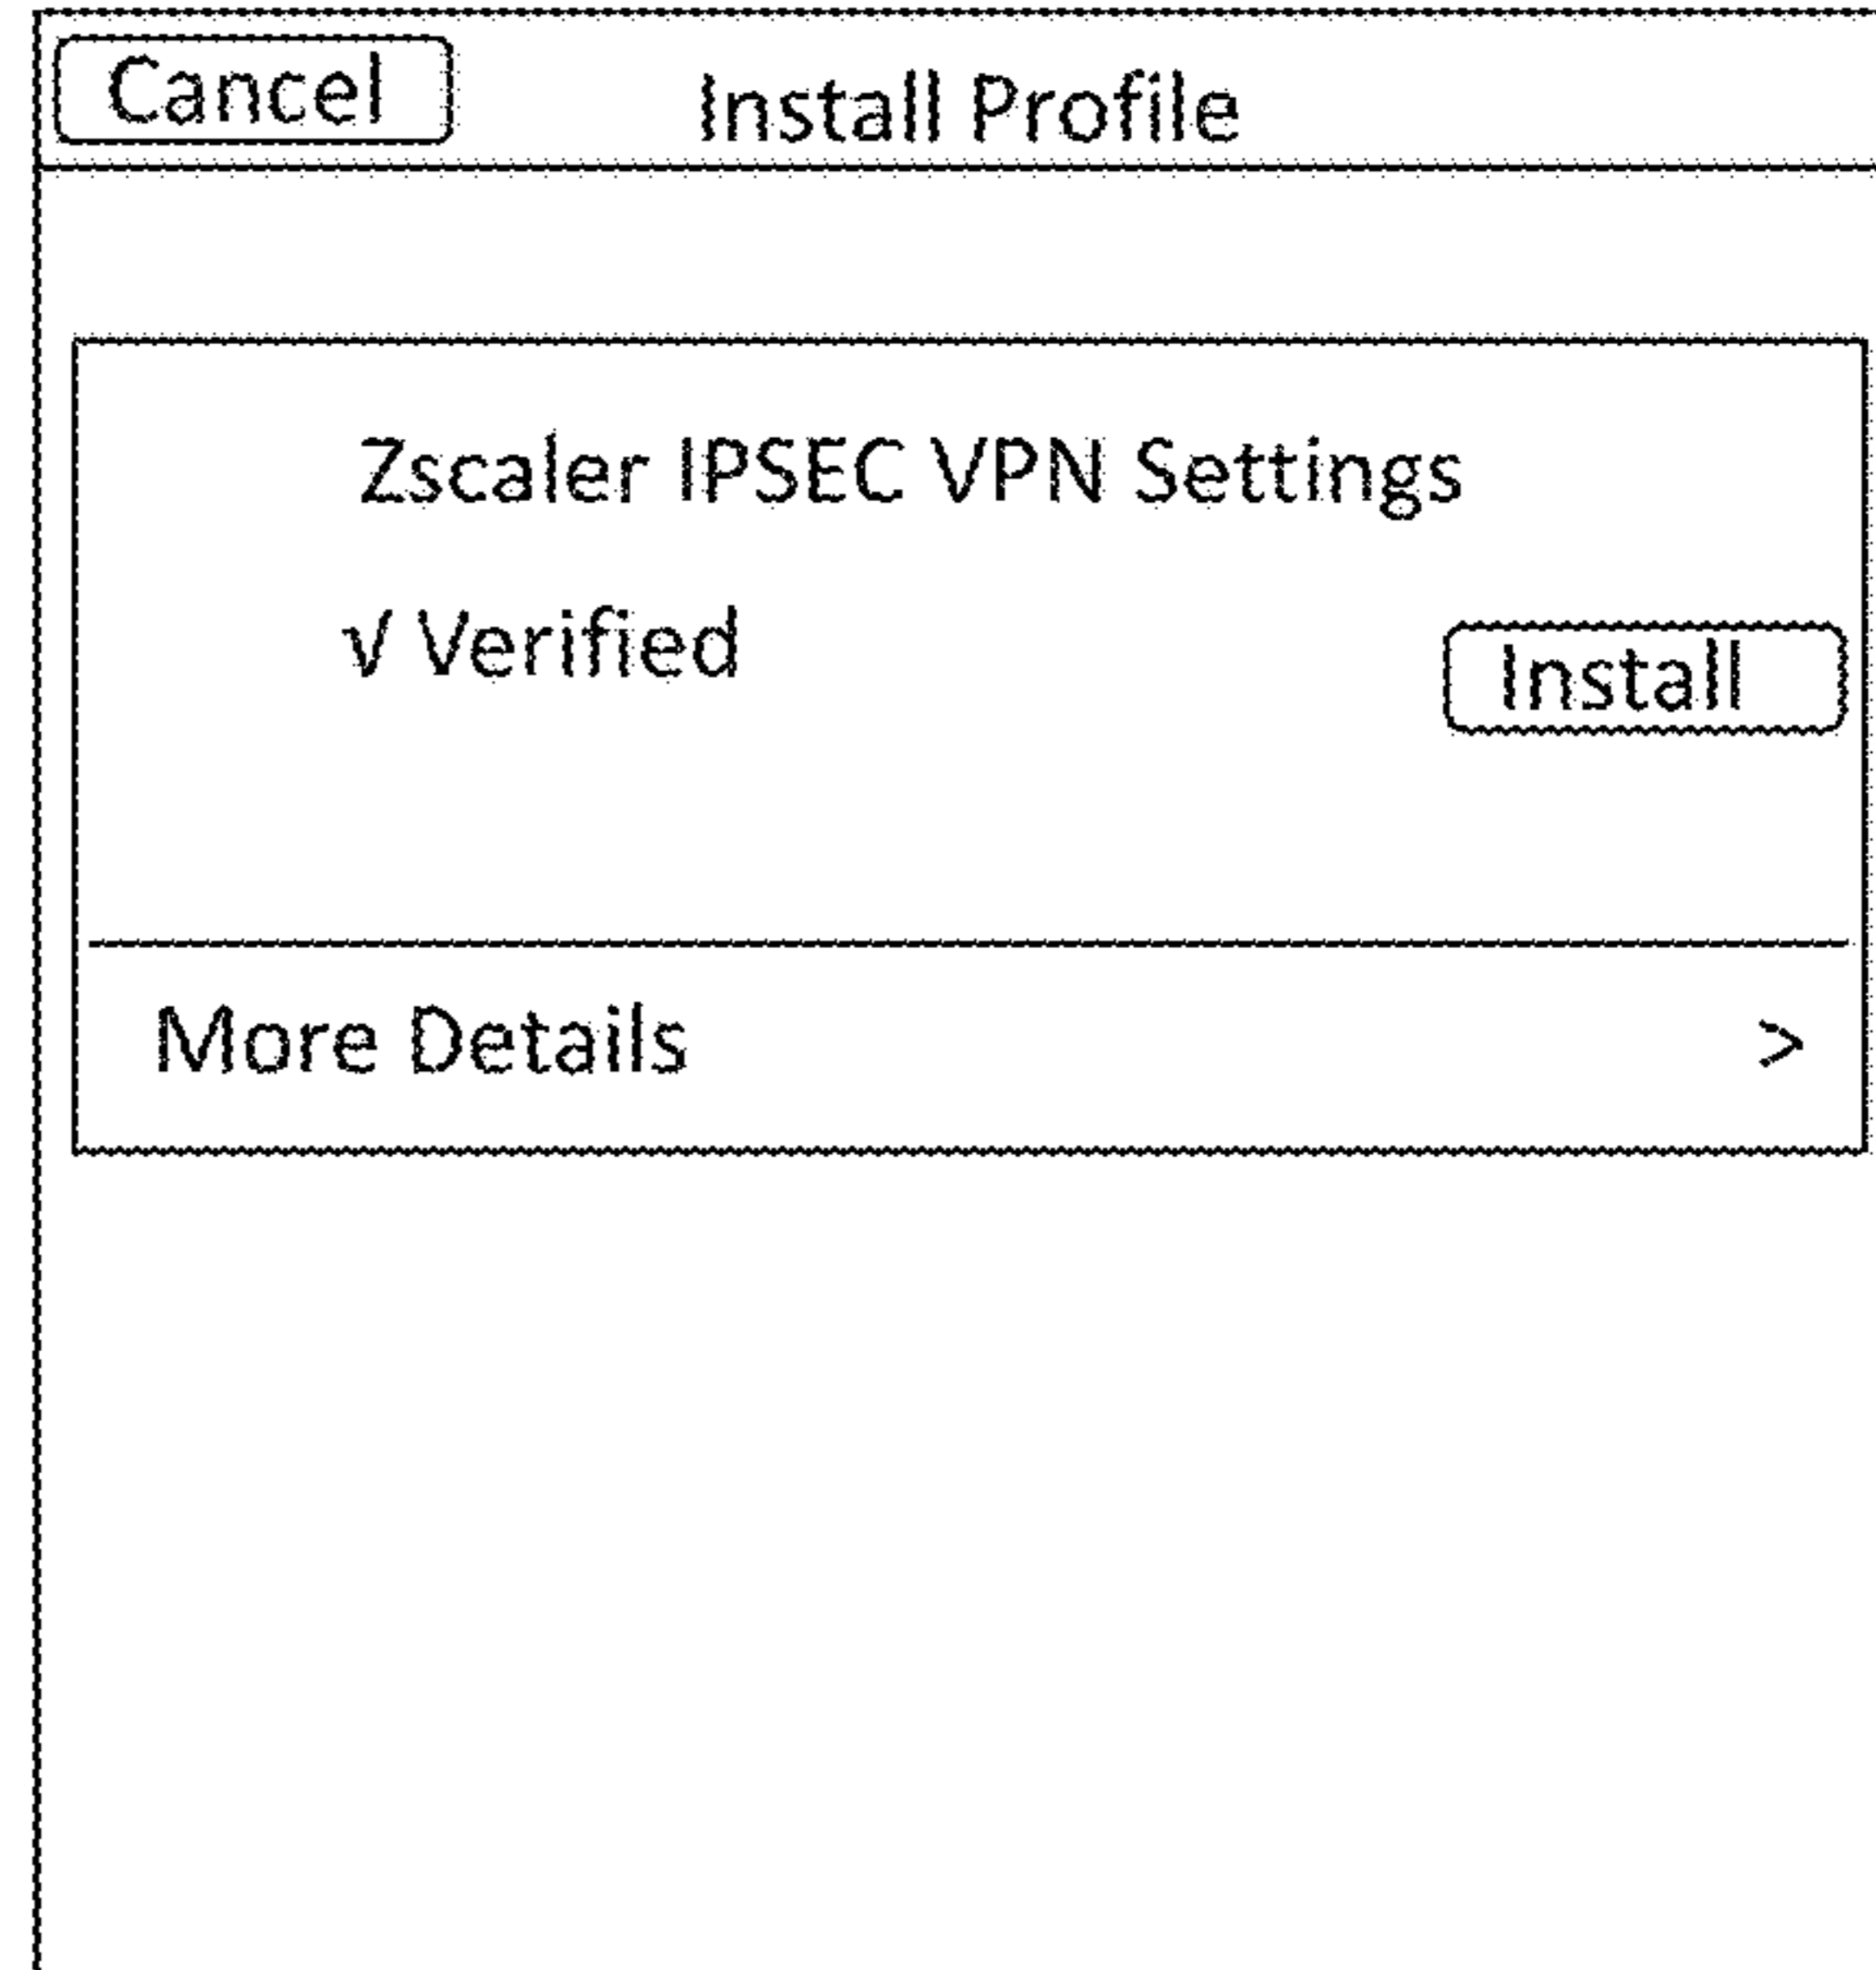 Cancel
Install Profile
Zscaler IPSEC VPN Settings
√ Verified
Install
More Details >